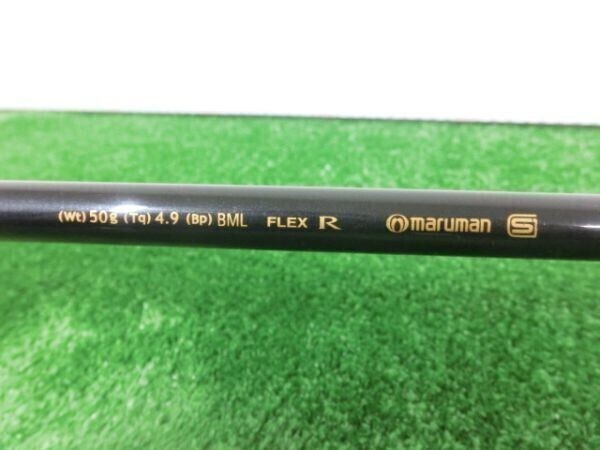 (Wt) 50g (Tq) 4.9 (Bp) BML FLEX R maruman S